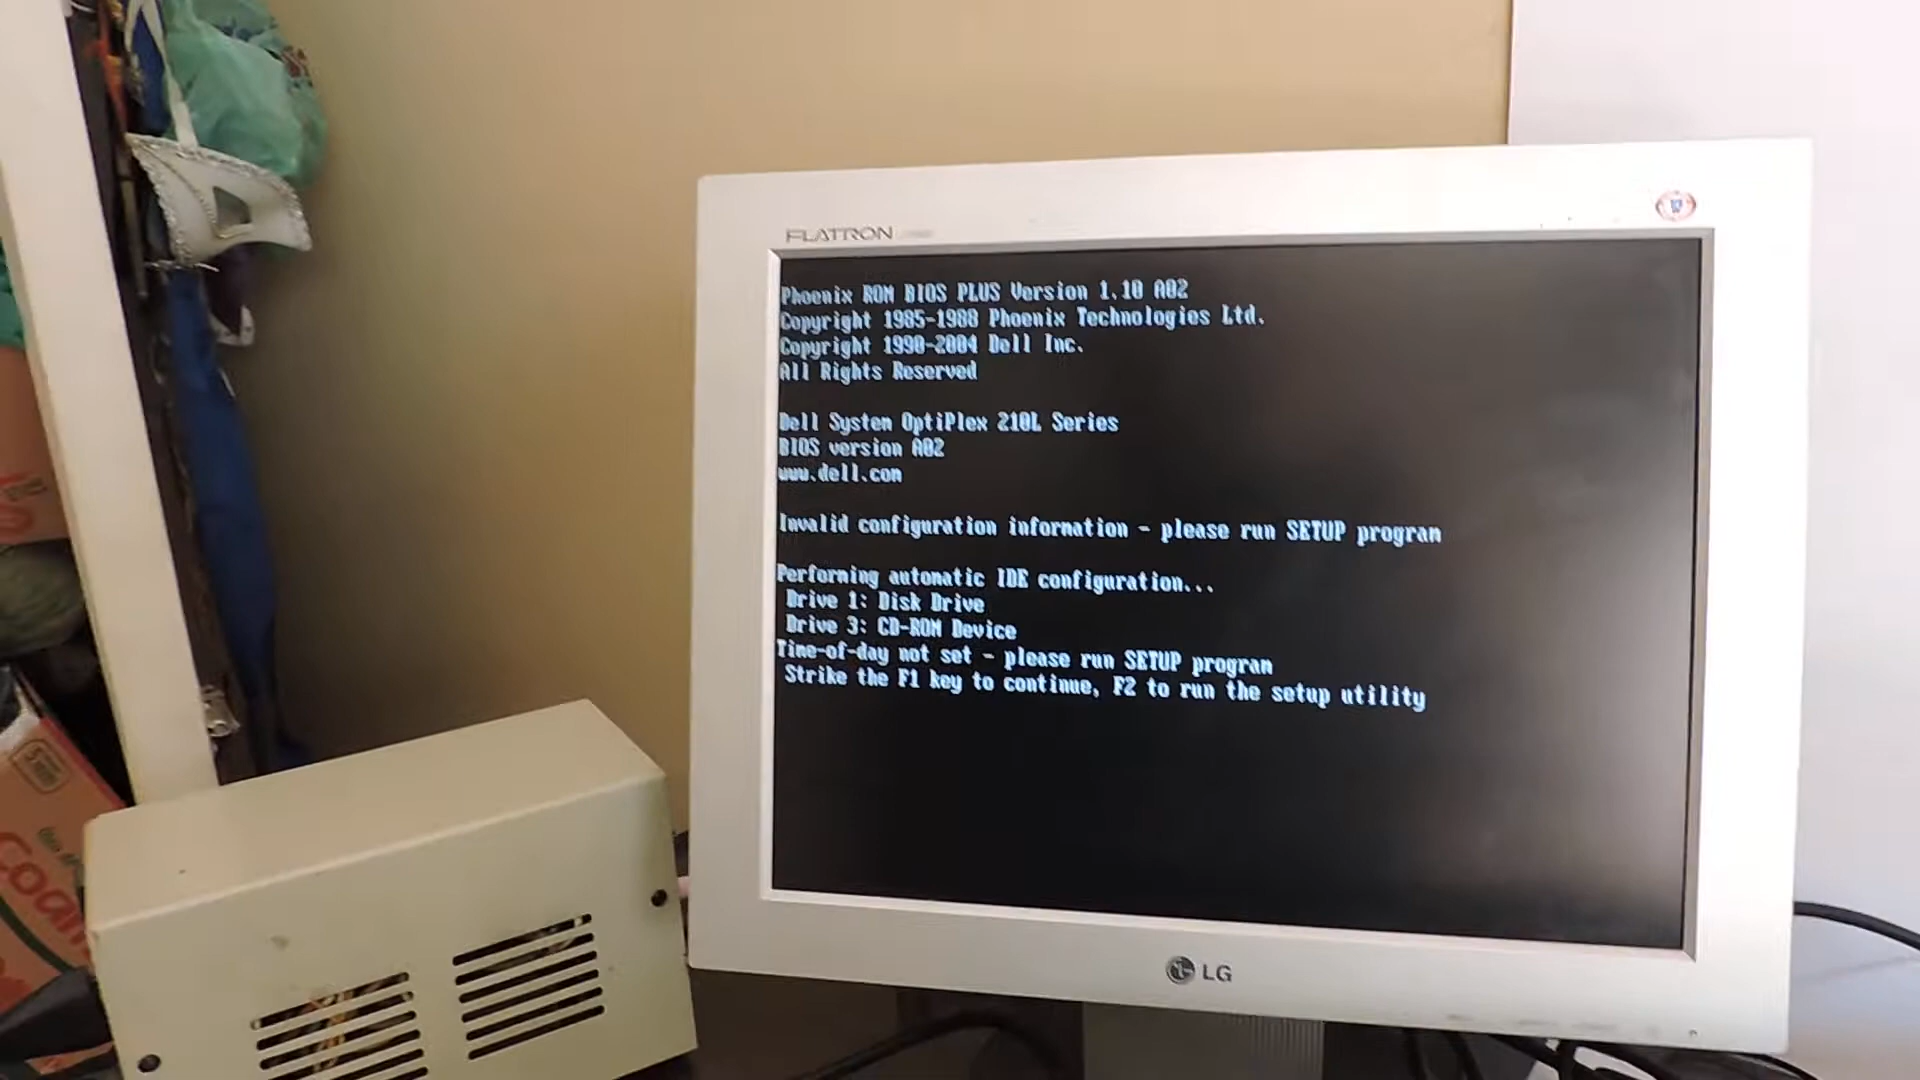 FLATRON
Phoenix ROM BIOS PLUS Version 1.10 A02
Copyright 1985-1988 Phoenix Technologies Ltd.
Copyright 1990-2004 Dell Inc.
All Rights Reserved
Dell System OptiPlex 210L Series
BIOS version A02
www.dell.com
Invalid configuration information - please run SETUP program
Performing automatic IDE configuration...
Drive 1: Disk Drive
Drive 3: CD-ROM Device
Time-of-day not set - please run SETUP program
Strike the F1 key to continue, F2 to run the setup utility
LG